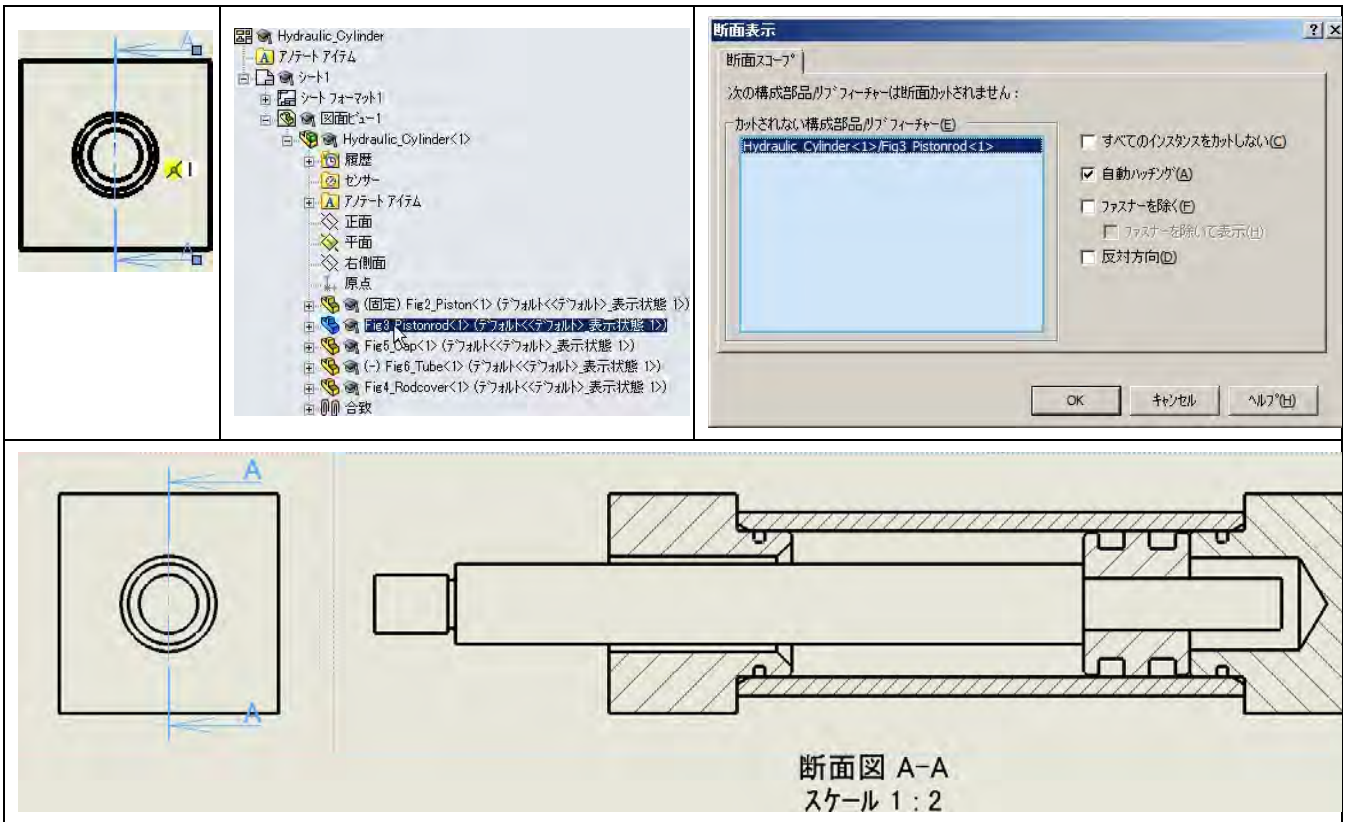 A
A
Hydraulic_Cylinder
A アノテート アイテム
シート1
シート フォーマット1
図面ビュー1
Hydraulic_Cylinder<1>
履歴
センサー
A アノテート アイテム
正面
平面
右側面
原点
(固定) Fig2_Piston<1> (デフォルト<<デフォルト>_表示状態 1>)
Fig3_Pistonrod<1> (デフォルト<<デフォルト>_表示状態 1>)
Fig5_Cap<1> (デフォルト<<デフォルト>_表示状態 1>)
(-) Fig6_Tube<1> (デフォルト<<デフォルト>_表示状態 1>)
Fig4_Rodcover<1> (デフォルト<<デフォルト>_表示状態 1>)
合致
断面表示
断面スコープ
次の構成部品/リブフィーチャーは断面カットされません:
カットされない構成部品/リブフィーチャー(E)
Hydraulic_Cylinder<1>/Fig3_Pistonrod<1>
すべてのインスタンスをカットしない(C)
自動ハッチング(A)
ファスナーを除く(F)
ファスナーを除いて表示(H)
反対方向(D)
OK
キャンセル
ヘルプ(H)
A
A
断面図 A-A
スケール 1 : 2